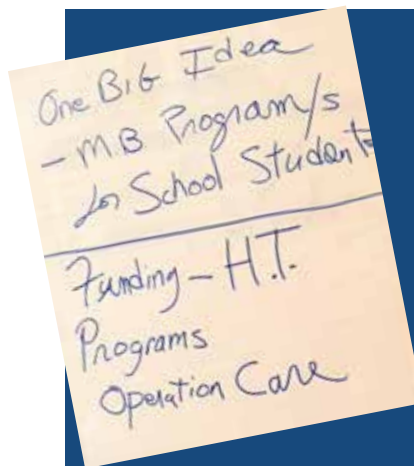 One BIG Idea
- M.B Program/s
for School Students
Funding - H.T.
Programs
Operation Care